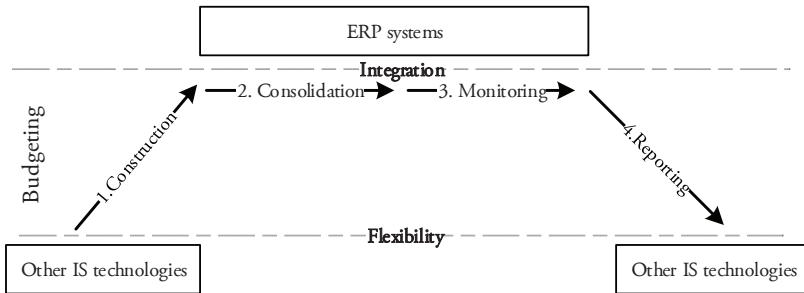 ERP systems
Integration
2. Consolidation
3. Monitoring
Budgeting
1.Construction
4.Reporting
Flexibility
Other IS technologies
Other IS technologies